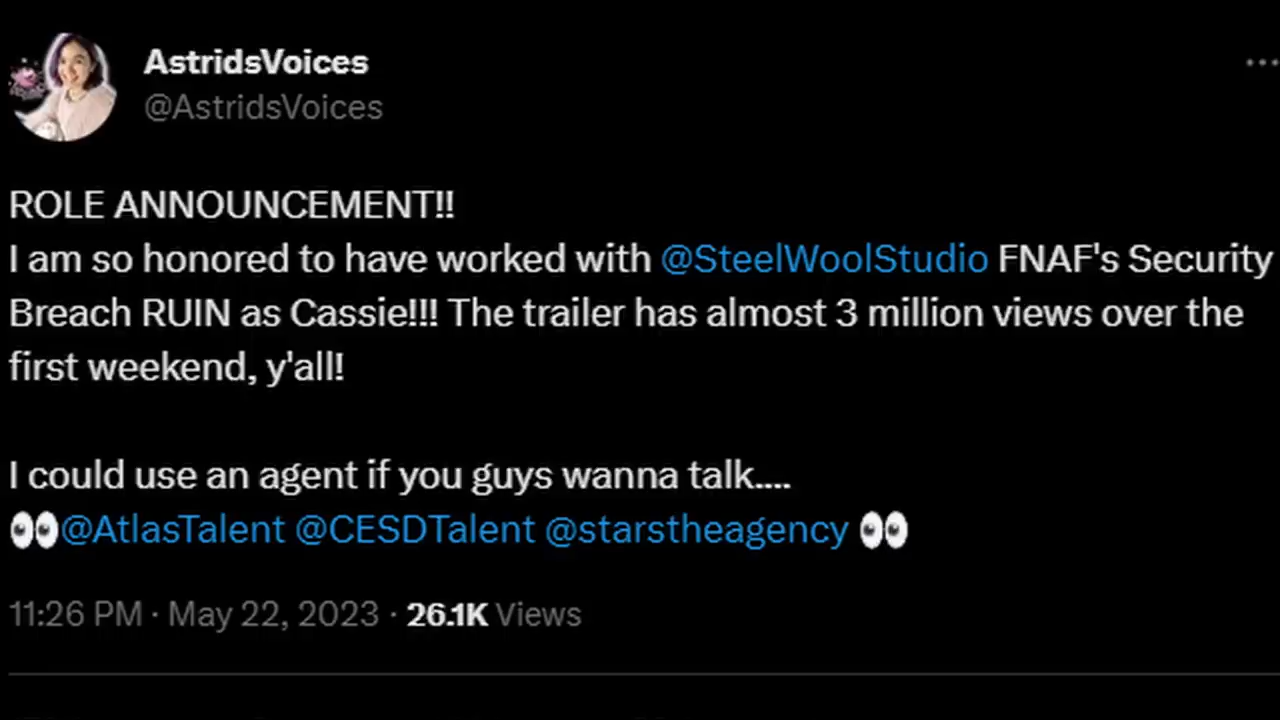 AstridsVoices
@AstridsVoices
ROLE ANNOUNCEMENT!!
I am so honored to have worked with @SteelWoolStudio FNAF's Security
Breach RUIN as Cassie!!! The trailer has almost 3 million views over the
first weekend, y'all!
I could use an agent if you guys wanna talk....
👀@AtlasTalent @CESDTalent @starstheagency 👀
11:26 PM · May 22, 2023 · 26.1K Views